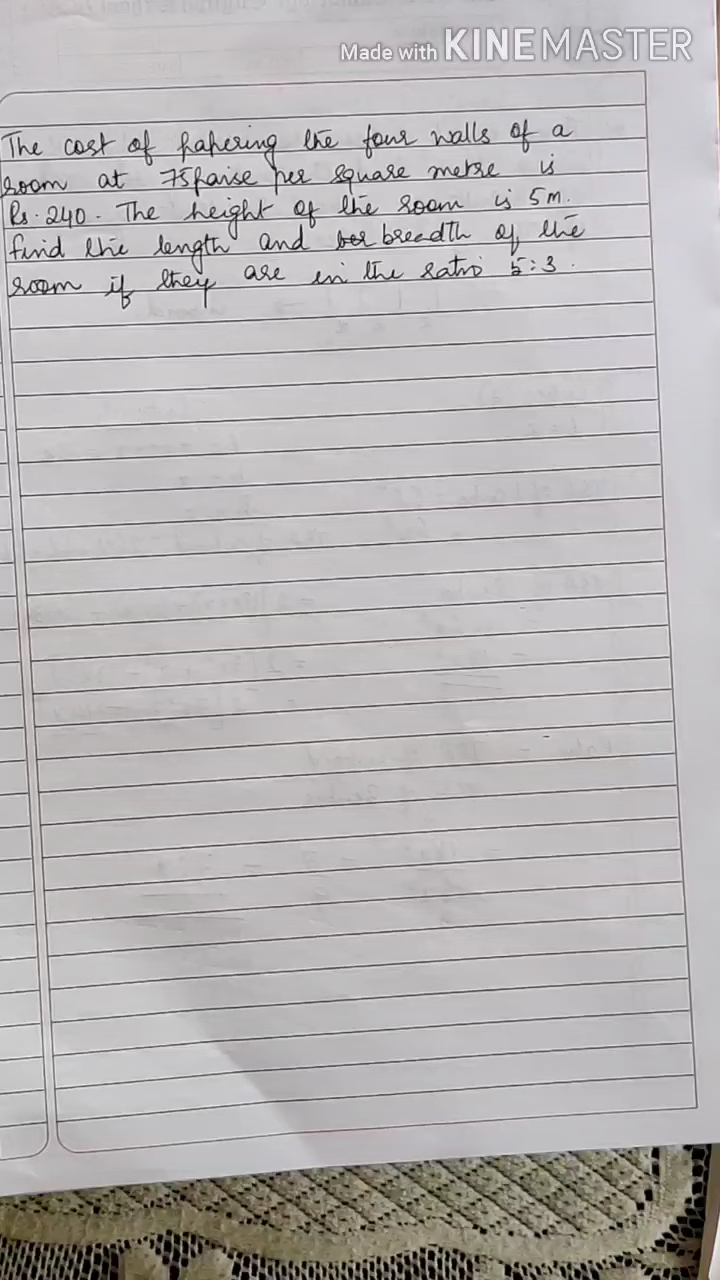 Made with KINEMASTER
The cost of papering the four walls of a
room at 75 paise per square metre is
Rs. 240. The height of the room is 5m.
find the length and breadth of the
room if they are in the ratio 5:3.